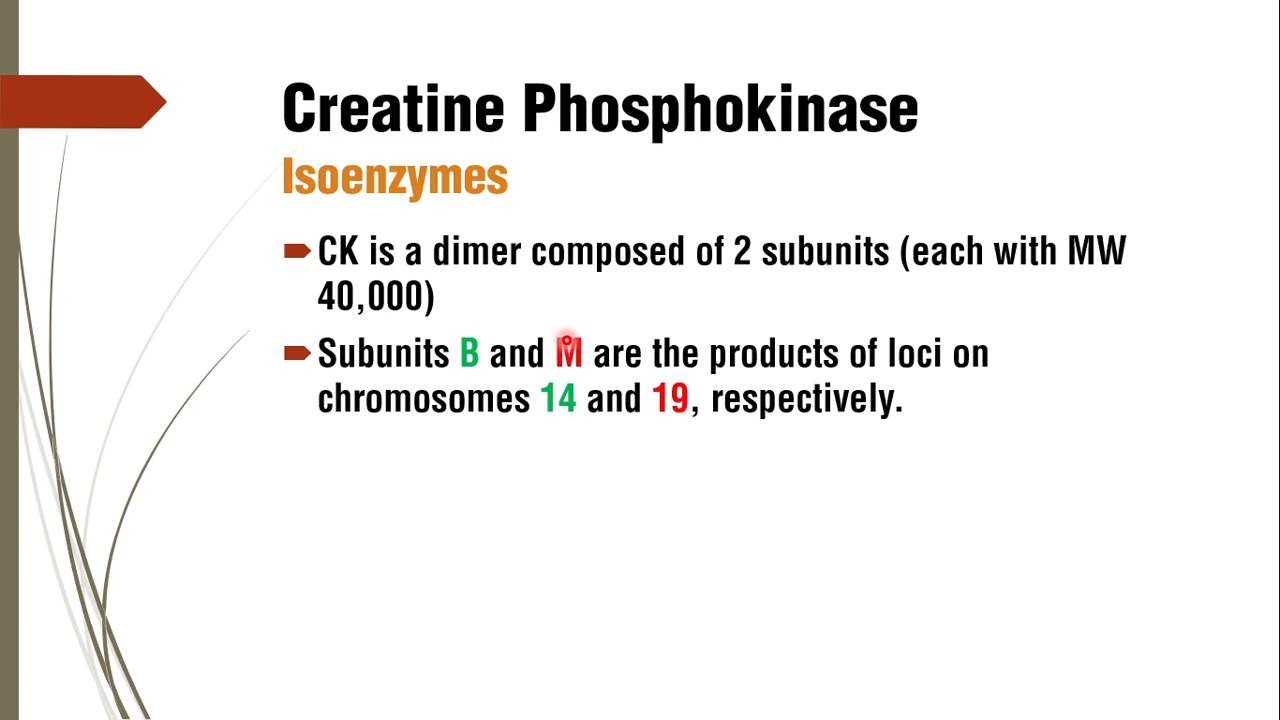 Creatine Phosphokinase
Isoenzymes
CK is a dimer composed of 2 subunits (each with MW
40,000)
Subunits B and M are the products of loci on
chromosomes 14 and 19, respectively.